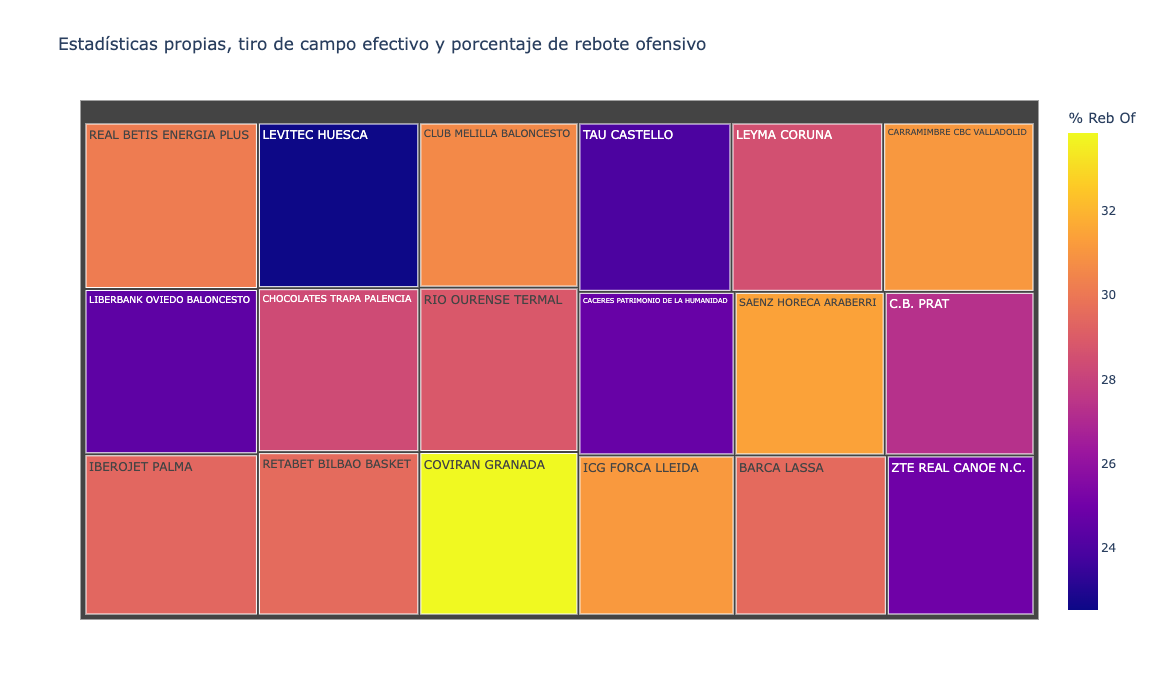 Estadísticas propias, tiro de campo efectivo y porcentaje de rebote ofensivo
% Reb Of
REAL BETIS ENERGIA PLUS
LEVITEC HUESCA
CLUB MELILLA BALONCESTO
TAU CASTELLO
LEYMA CORUNA
CARRAMIMBRE CBC VALLADOLID
LIBERBANK OVIEDO BALONCESTO
CHOCOLATES TRAPA PALENCIA
RIO OURENSE TERMAL
CACERES PATRIMONIO DE LA HUMANIDAD
SAENZ HORECA ARABERRI
C.B. PRAT
IBEROJET PALMA
RETABET BILBAO BASKET
COVIRAN GRANADA
ICG FORCA LLEIDA
BARCA LASSA
ZTE REAL CANOE N.C.
32
30
28
26
24